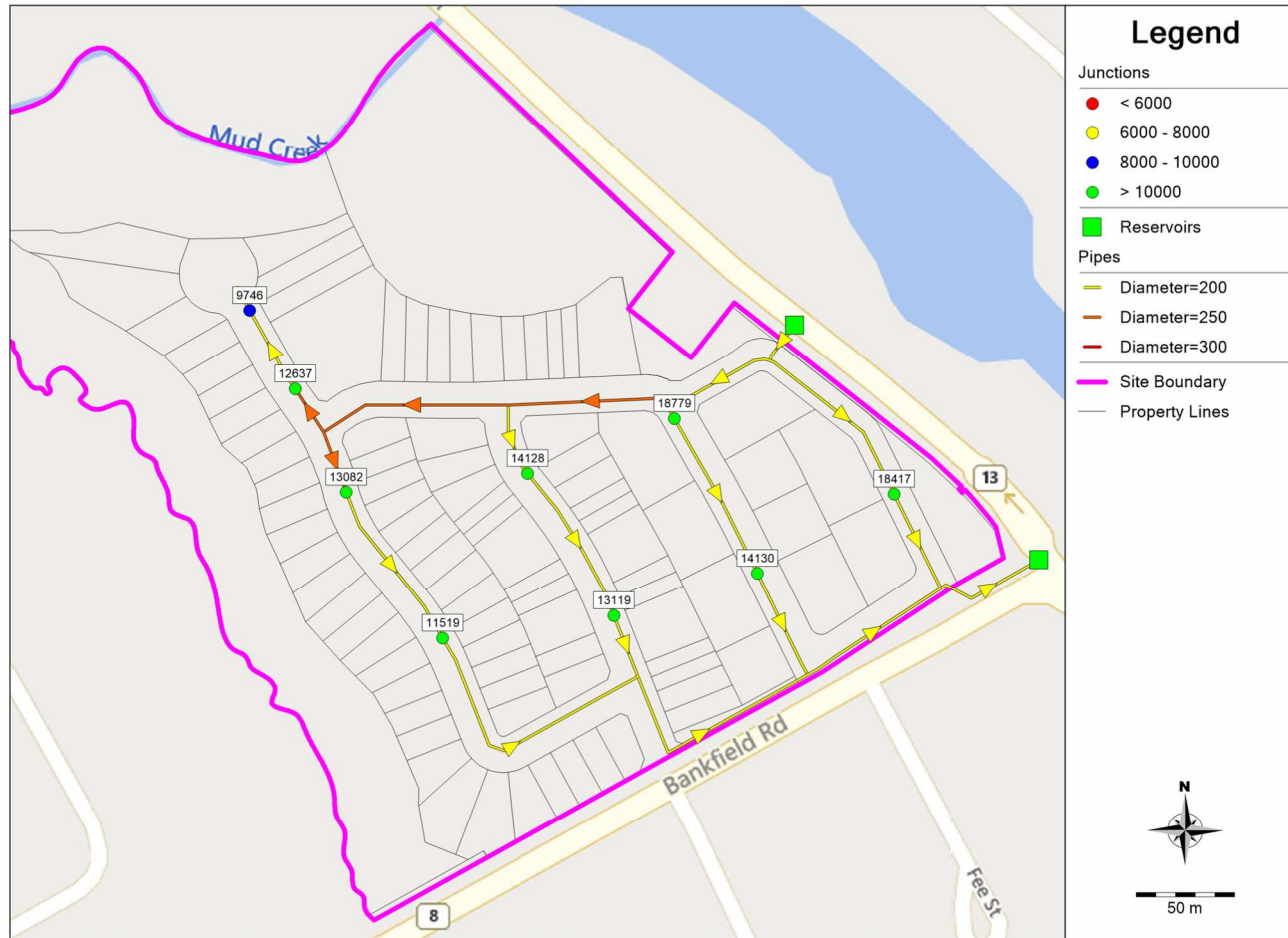 Mud Creek
9746
12637
18779
14128
18417
13082
13
14130
13119
11519
Bankfield Rd
Fee St
8
Legend
Junctions
< 6000
6000 - 8000
8000 - 10000
> 10000
Reservoirs
Pipes
Diameter=200
Diameter=250
Diameter=300
Site Boundary
Property Lines
N
50 m